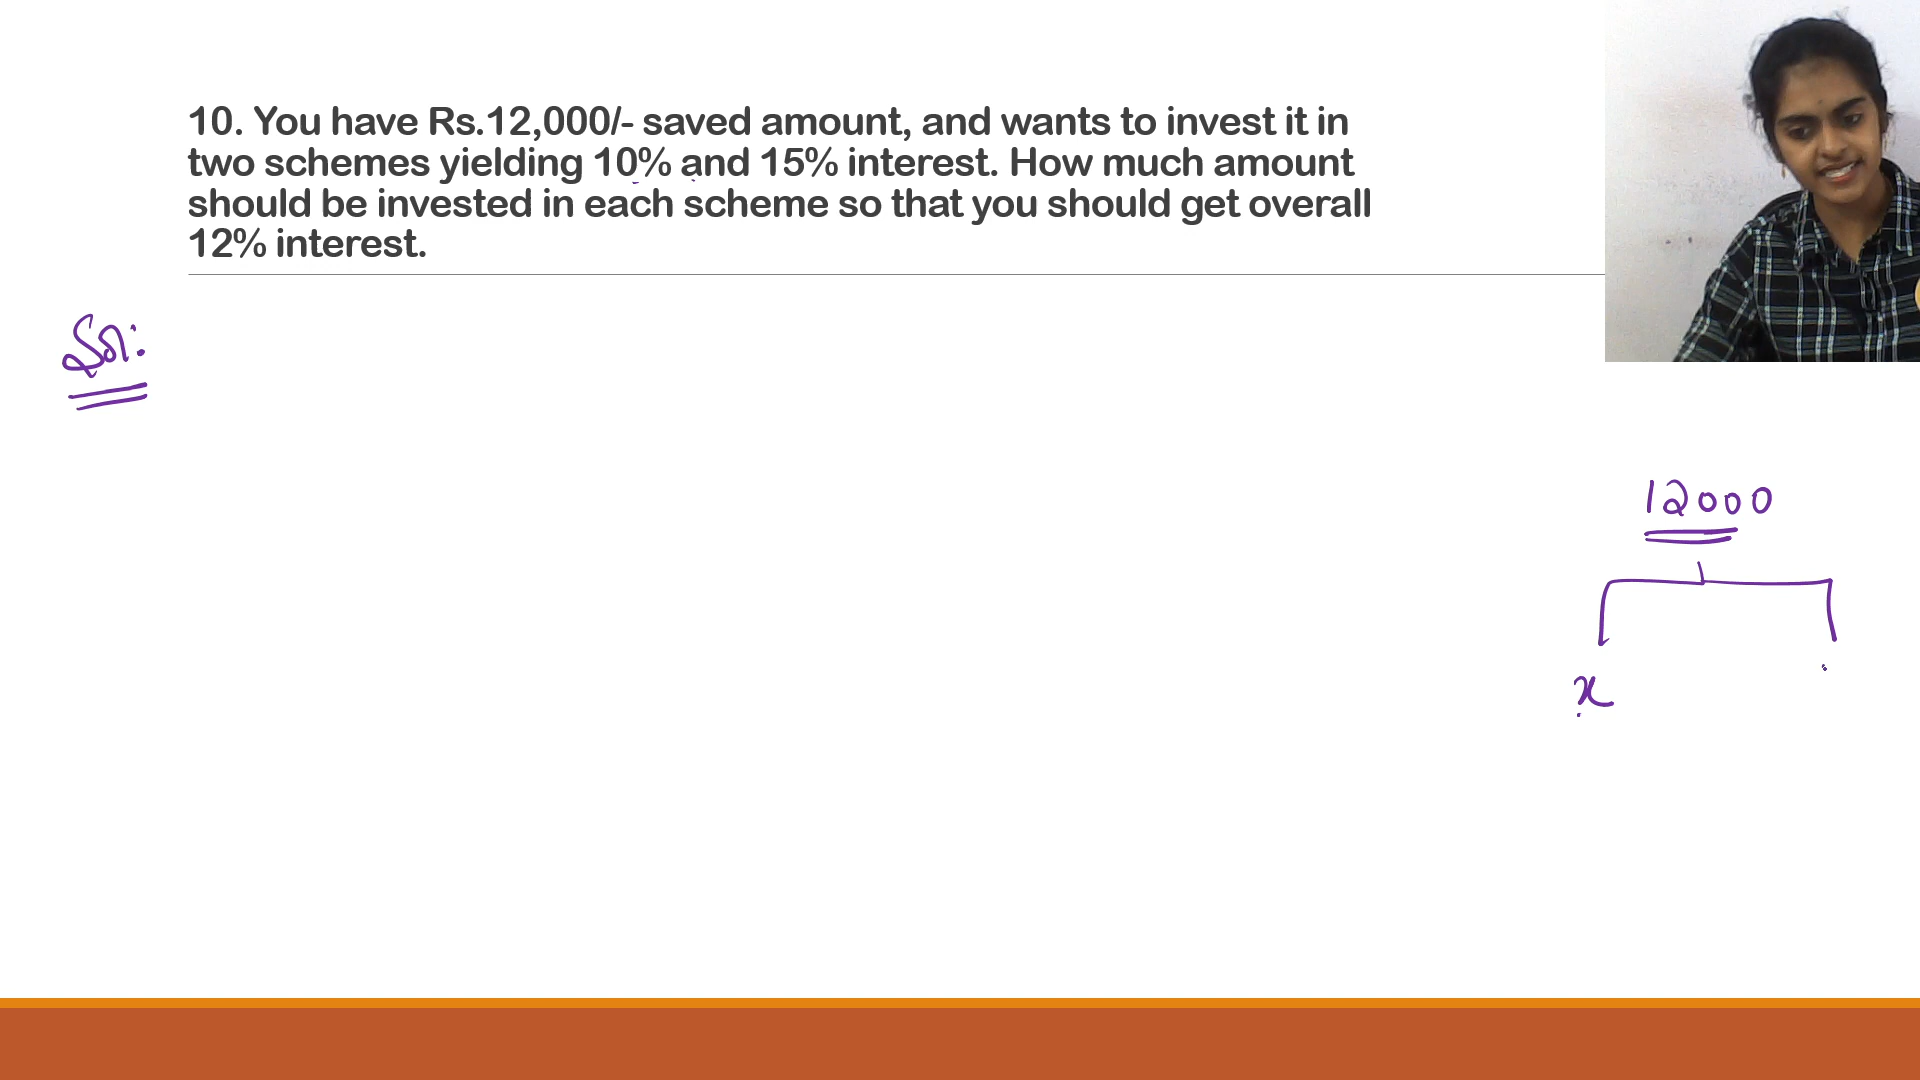 10. You have Rs.12,000/- saved amount, and wants to invest it in
two schemes yielding 10% and 15% interest. How much amount
should be invested in each scheme so that you should get overall
12% interest.
Sol:
12000
x